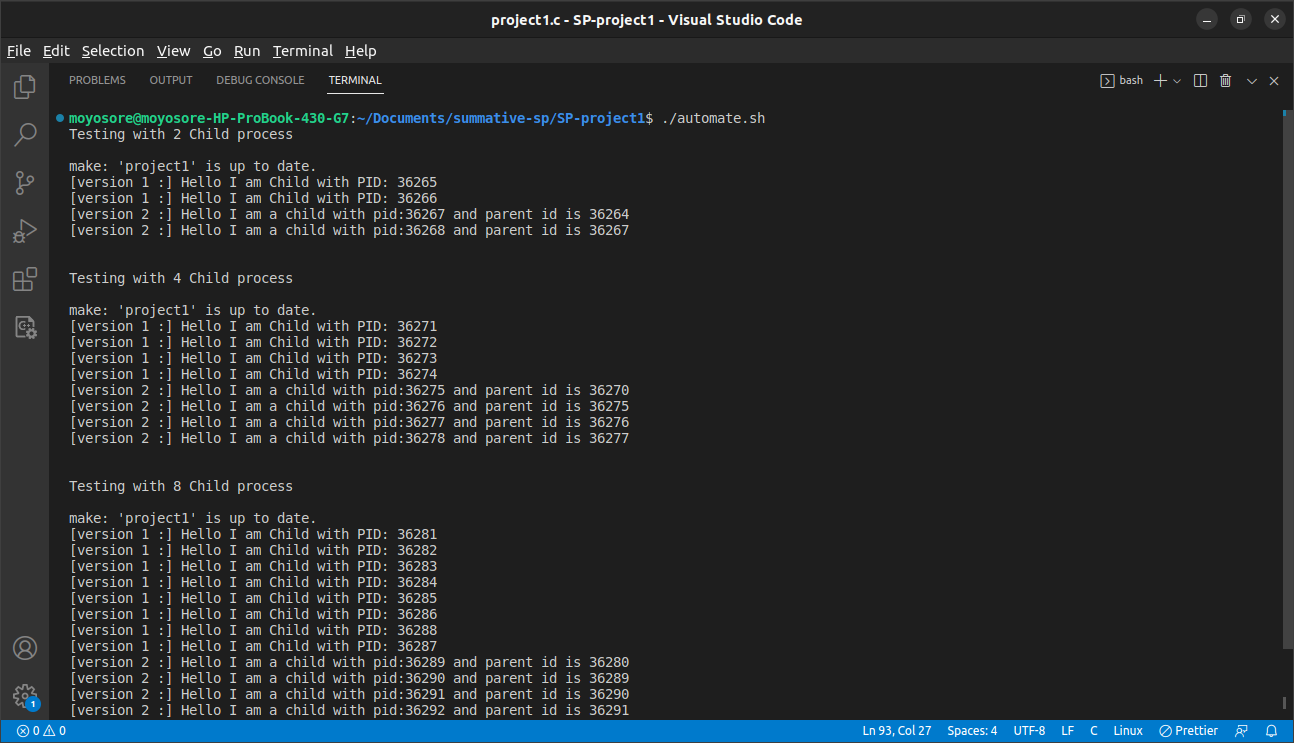 project1.c - SP-project1 - Visual Studio Code
File Edit Selection View Go Run Terminal Help
PROBLEMS OUTPUT DEBUG CONSOLE TERMINAL bash
moyosore@moyosore-HP-ProBook-430-G7:~/Documents/summative-sp/SP-project1$ ./automate.sh
Testing with 2 Child process
make: 'project1' is up to date.
[version 1 :] Hello I am Child with PID: 36265
[version 1 :] Hello I am Child with PID: 36266
[version 2 :] Hello I am a child with pid:36267 and parent id is 36264
[version 2 :] Hello I am a child with pid:36268 and parent id is 36267
Testing with 4 Child process
make: 'project1' is up to date.
[version 1 :] Hello I am Child with PID: 36271
[version 1 :] Hello I am Child with PID: 36272
[version 1 :] Hello I am Child with PID: 36273
[version 1 :] Hello I am Child with PID: 36274
[version 2 :] Hello I am a child with pid:36275 and parent id is 36270
[version 2 :] Hello I am a child with pid:36276 and parent id is 36275
[version 2 :] Hello I am a child with pid:36277 and parent id is 36276
[version 2 :] Hello I am a child with pid:36278 and parent id is 36277
Testing with 8 Child process
make: 'project1' is up to date.
[version 1 :] Hello I am Child with PID: 36281
[version 1 :] Hello I am Child with PID: 36282
[version 1 :] Hello I am Child with PID: 36283
[version 1 :] Hello I am Child with PID: 36284
[version 1 :] Hello I am Child with PID: 36285
[version 1 :] Hello I am Child with PID: 36286
[version 1 :] Hello I am Child with PID: 36288
[version 1 :] Hello I am Child with PID: 36287
[version 2 :] Hello I am a child with pid:36289 and parent id is 36280
[version 2 :] Hello I am a child with pid:36290 and parent id is 36289
[version 2 :] Hello I am a child with pid:36291 and parent id is 36290
[version 2 :] Hello I am a child with pid:36292 and parent id is 36291
1
0 0 Ln 93, Col 27 Spaces: 4 UTF-8 LF C Linux Prettier